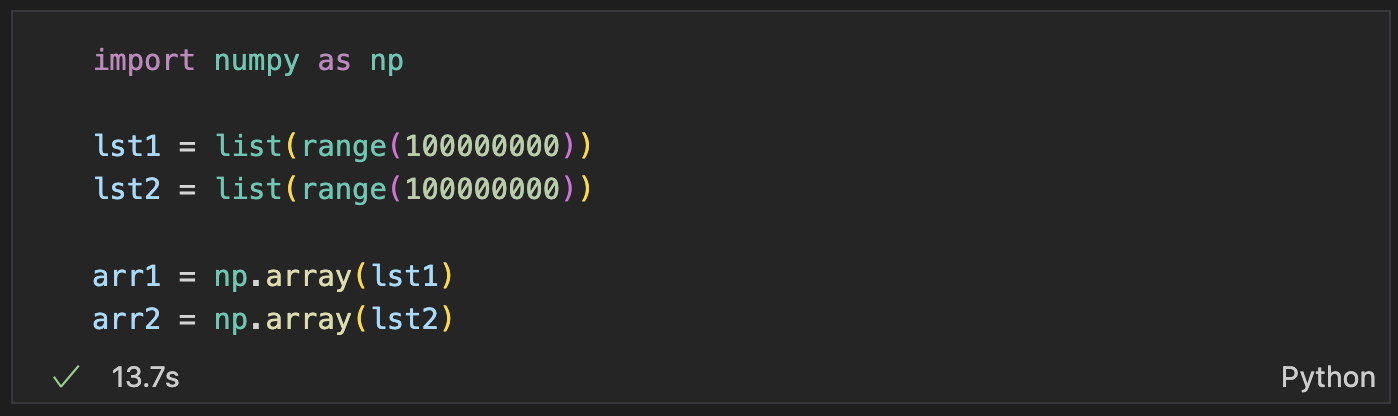 import numpy as np
lst1 = list(range(100000000))
lst2 = list(range(100000000))
arr1 = np.array(lst1)
arr2 = np.array(lst2)
13.7s
Python